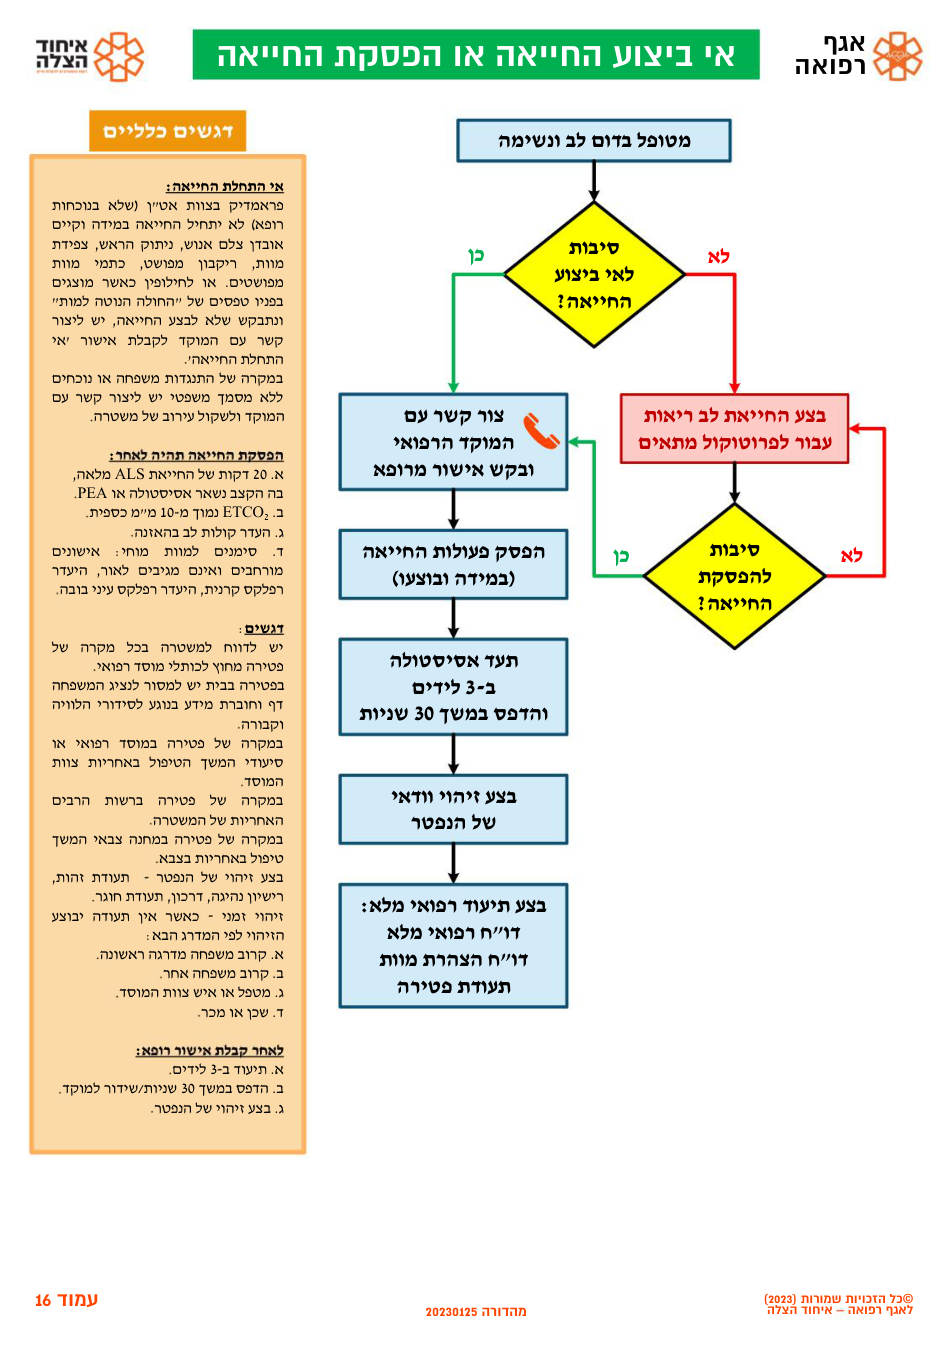 אגף
רפואה
אי ביצוע החייאה או הפסקת החייאה
איחוד
הצלה
מטופל בדום לב ונשימה
סיבות
לאי ביצוע
החייאה?
לא
כן
בצע החייאת לב ריאות
עבור לפרוטוקול מתאים
צור קשר עם
המוקד הרפואי
ובקש אישור מרופא
סיבות
להפסקת
החייאה?
לא
כן
הפסק פעולות החייאה
(במידה ובוצעו)
תעד אסיסטולה
ב-3 לידים
והדפס במשך 30 שניות
בצע זיהוי וודאי
של הנפטר
בצע תיעוד רפואי מלא:
דו"ח רפואי מלא
דו"ח הצהרת מוות
תעודת פטירה
דגשים כלליים
אי התחלת החייאה:
פראמדיק בצוות אט"ן (שלא בנוכחות
רופא) לא יתחיל החייאה במידה וקיים
אובדן צלם אנוש, ניתוק הראש, צפידת
מוות, ריקבון מפושט, כתמי מוות
מפושטים. או לחילופין כאשר מוצגים
בפניו טפסים של "החולה הנוטה למות"
ונתבקש שלא לבצע החייאה, יש ליצור
קשר עם המוקד לקבלת אישור 'אי
התחלת החייאה'.
במקרה של התנגדות משפחה או נוכחים
ללא מסמך משפטי יש ליצור קשר עם
המוקד ולשקול עירוב של משטרה.
הפסקת החייאה תהיה לאחר:
א. 20 דקות של החייאת ALS מלאה,
בה הקצב נשאר אסיסטולה או PEA.
ב. ETCO₂ נמוך מ-10 מ"מ כספית.
ג. העדר קולות לב בהאזנה.
ד. סימנים למוות מוחי: אישונים
מורחבים ואינם מגיבים לאור, היעדר
רפלקס קרנית, היעדר רפלקס עיני בובה.
דגשים:
יש לדווח למשטרה בכל מקרה של
פטירה מחוץ לכותלי מוסד רפואי.
בפטירה בבית יש למסור לנציג המשפחה
דף וחוברת מידע בנוגע לסידורי הלוויה
וקבורה.
במקרה של פטירה במוסד רפואי או
סיעודי המשך הטיפול באחריות צוות
המוסד.
במקרה של פטירה ברשות הרבים
האחריות של המשטרה.
במקרה של פטירה במחנה צבאי המשך
טיפול באחריות בצבא.
בצע זיהוי של הנפטר - תעודת זהות,
רישיון נהיגה, דרכון, תעודת חוגר.
זיהוי זמני - כאשר אין תעודה יבוצע
הזיהוי לפי המדרג הבא:
א. קרוב משפחה מדרגה ראשונה.
ב. קרוב משפחה אחר.
ג. מטפל או איש צוות המוסד.
ד. שכן או מכר.
לאחר קבלת אישור רופא:
א. תיעוד ב-3 לידים.
ב. הדפס במשך 30 שניות/שידור למוקד.
ג. בצע זיהוי של הנפטר.
©כל הזכויות שמורות (2023)
לאגף רפואה – איחוד הצלה
מהדורה 20230125
עמוד 16